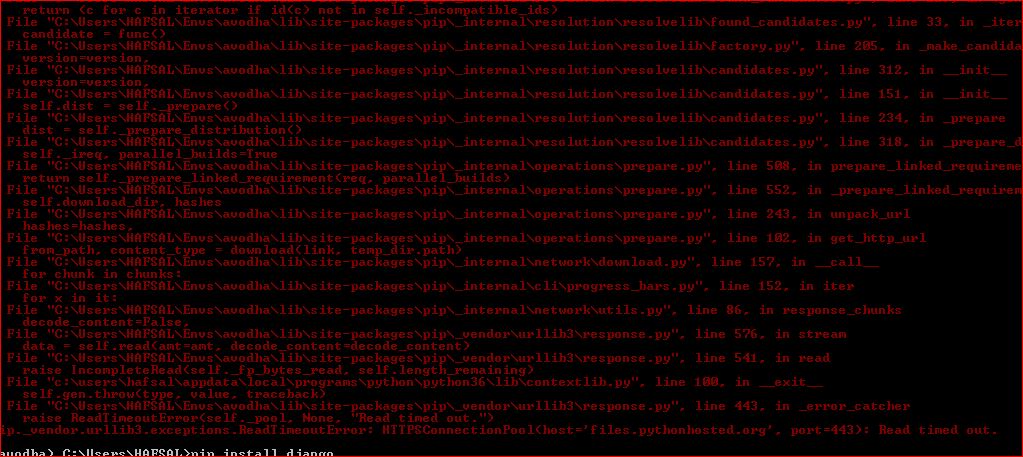 return (c for c in iterator if id(c) not in self._incompatible_ids)
File "C:\Users\HAFSAL\Envs\avodha\lib\site-packages\pip\_internal\resolution\resolvelib\found_candidates.py", line 33, in _iter
candidate = func()
File "C:\Users\HAFSAL\Envs\avodha\lib\site-packages\pip\_internal\resolution\resolvelib\factory.py", line 205, in _make_candida
version=version,
File "C:\Users\HAFSAL\Envs\avodha\lib\site-packages\pip\_internal\resolution\resolvelib\candidates.py", line 312, in __init__
version=version,
File "C:\Users\HAFSAL\Envs\avodha\lib\site-packages\pip\_internal\resolution\resolvelib\candidates.py", line 151, in __init__
self.dist = self._prepare()
File "C:\Users\HAFSAL\Envs\avodha\lib\site-packages\pip\_internal\resolution\resolvelib\candidates.py", line 234, in _prepare
dist = self._prepare_distribution()
File "C:\Users\HAFSAL\Envs\avodha\lib\site-packages\pip\_internal\resolution\resolvelib\candidates.py", line 318, in _prepare_d
self._ireq, parallel_builds=True
File "C:\Users\HAFSAL\Envs\avodha\lib\site-packages\pip\_internal\operations\prepare.py", line 508, in prepare_linked_requireme
return self._prepare_linked_requirement(req, parallel_builds)
File "C:\Users\HAFSAL\Envs\avodha\lib\site-packages\pip\_internal\operations\prepare.py", line 552, in _prepare_linked_requirem
self.download_dir, hashes
File "C:\Users\HAFSAL\Envs\avodha\lib\site-packages\pip\_internal\operations\prepare.py", line 243, in unpack_url
hashes=hashes,
File "C:\Users\HAFSAL\Envs\avodha\lib\site-packages\pip\_internal\operations\prepare.py", line 102, in get_http_url
from_path, content_type = download(link, temp_dir.path)
File "C:\Users\HAFSAL\Envs\avodha\lib\site-packages\pip\_internal\network\download.py", line 157, in __call__
for chunk in chunks:
File "C:\Users\HAFSAL\Envs\avodha\lib\site-packages\pip\_internal\cli\progress_bars.py", line 152, in iter
for x in it:
File "C:\Users\HAFSAL\Envs\avodha\lib\site-packages\pip\_internal\network\utils.py", line 86, in response_chunks
decode_content=False,
File "C:\Users\HAFSAL\Envs\avodha\lib\site-packages\pip\_vendor\urllib3\response.py", line 576, in stream
data = self.read(amt=amt, decode_content=decode_content)
File "C:\Users\HAFSAL\Envs\avodha\lib\site-packages\pip\_vendor\urllib3\response.py", line 541, in read
raise IncompleteRead(self._fp_bytes_read, self.length_remaining)
File "c:\users\hafsal\appdata\local\programs\python\python36\lib\contextlib.py", line 100, in __exit__
self.gen.throw(type, value, traceback)
File "C:\Users\HAFSAL\Envs\avodha\lib\site-packages\pip\_vendor\urllib3\response.py", line 443, in _error_catcher
raise ReadTimeoutError(self._pool, None, "Read timed out.")
ip._vendor.urllib3.exceptions.ReadTimeoutError: HTTPSConnectionPool(host='files.pythonhosted.org', port=443): Read timed out.
avodha) C:\Users\HAFSAL>pip install django